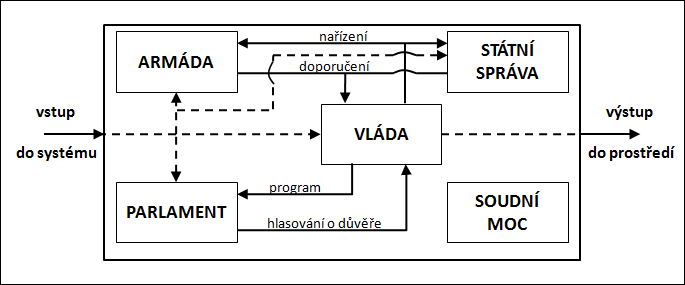 nařízení
ARMÁDA
STÁTNÍ
SPRÁVA
doporučení
vstup
do systému
VLÁDA
výstup
do prostředí
program
PARLAMENT
hlasování o důvěře
SOUDNÍ
MOC